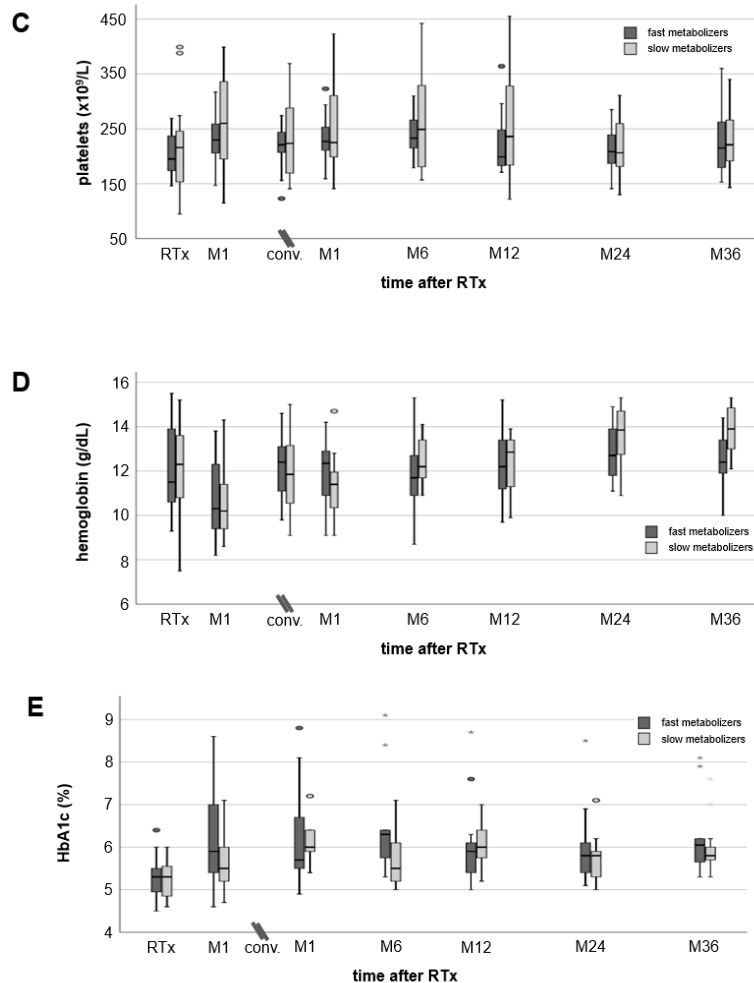 C
450
350
250
150
50
platelets (x10⁹/L)
fast metabolizers
slow metabolizers
RTx M1 conv. M1 M6 M12 M24 M36
time after RTx
D
16
14
12
10
8
6
hemoglobin (g/dL)
fast metabolizers
slow metabolizers
RTx M1 conv. M1 M6 M12 M24 M36
time after RTx
E
9
8
7
6
5
4
HbA1c (%)
fast metabolizers
slow metabolizers
RTx M1 conv. M1 M6 M12 M24 M36
time after RTx